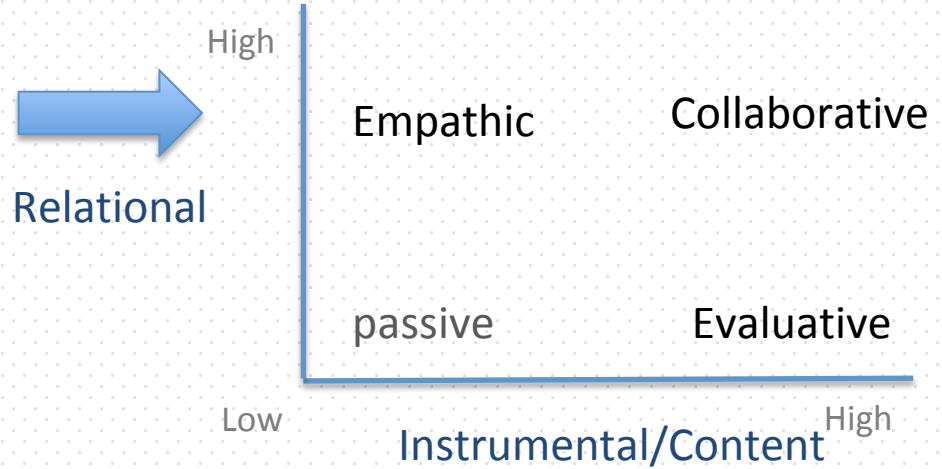 High
Empathic
Collaborative
Relational
passive
Evaluative
Low
High
Instrumental/Content